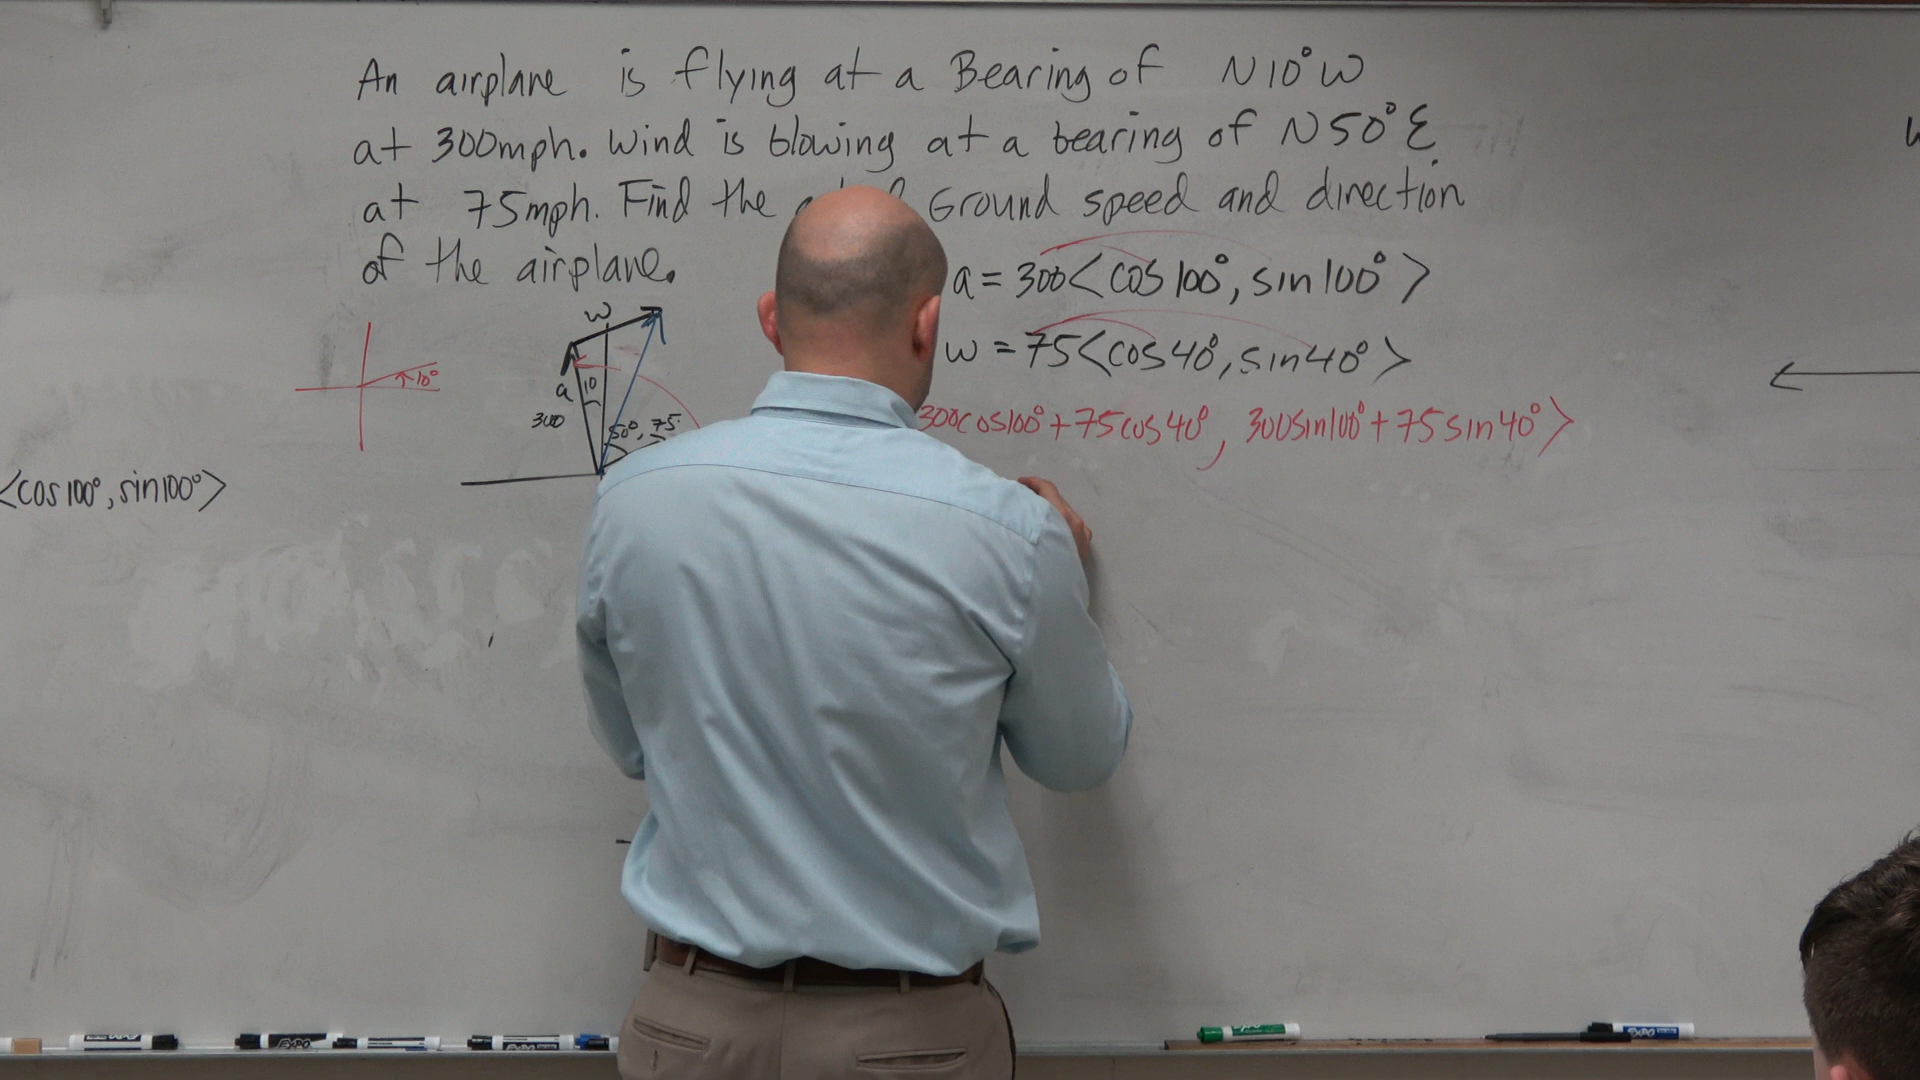 An airplane is flying at a Bearing of N10°W
at 300mph. Wind is blowing at a bearing of N50°E
at 75mph. Find the Ground speed and direction
of the airplane.
a = 300<cos100°, sin100°>
w = 75<cos40°, sin40°>
300cos100° + 75cos40°, 300sin100° + 75sin40°>
10°
w
a
10
300
50°, 75
<cos100°, sin100°>
EXPO